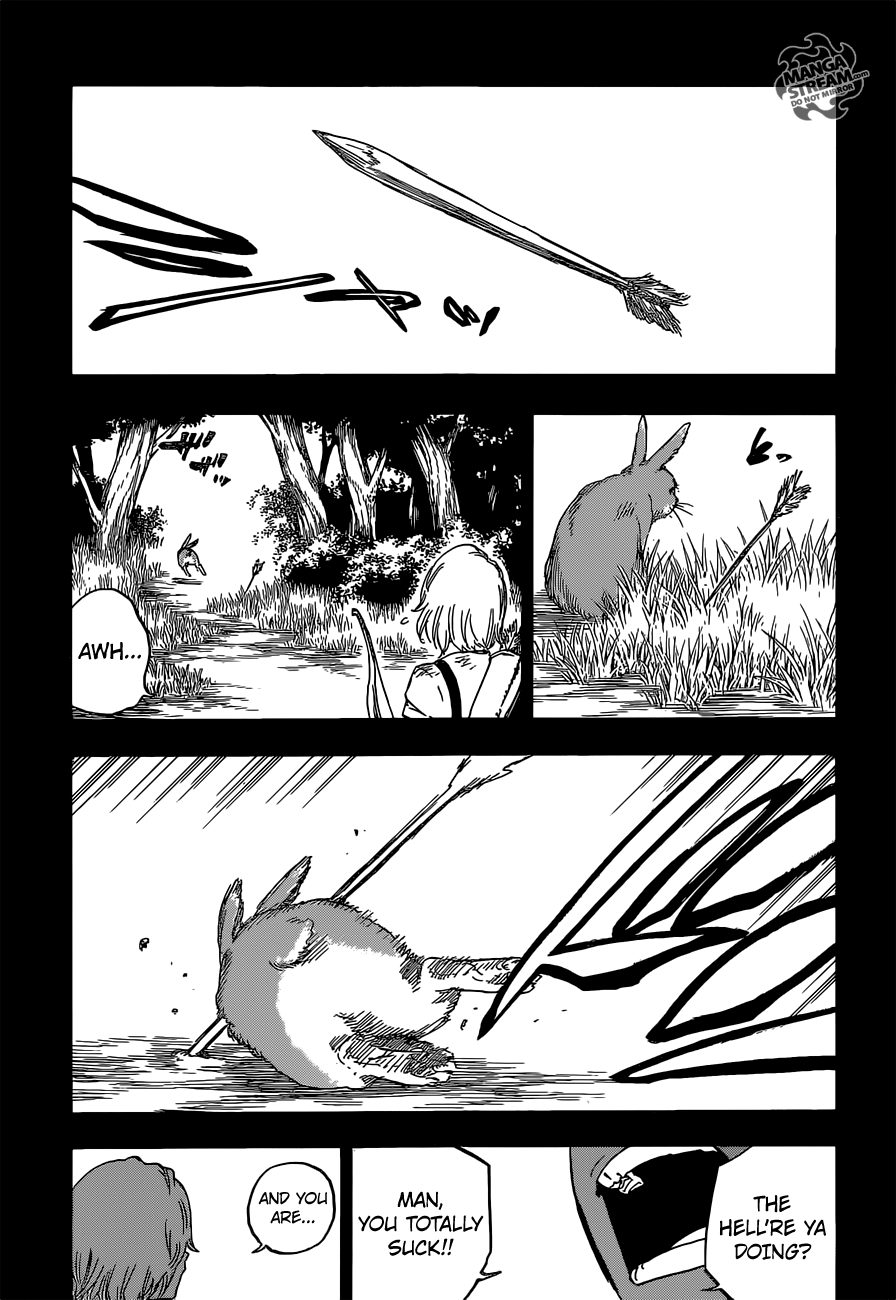 MANGA
STREAM.com
DO NOT MIRROR
AWH...
THE
HELL'RE YA
DOING?
MAN,
YOU TOTALLY
SUCK!!
AND YOU
ARE...